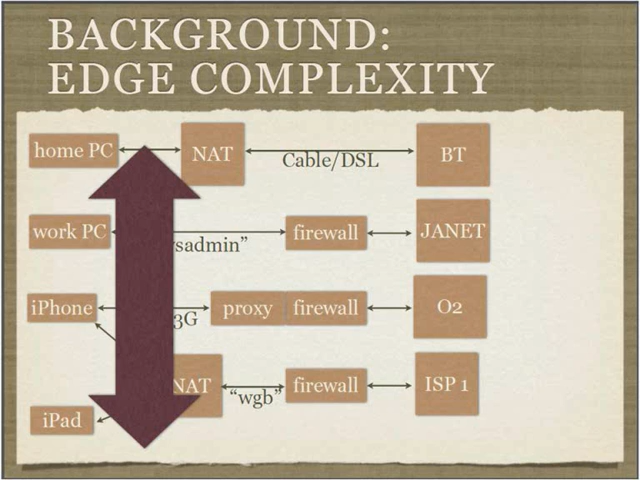 BACKGROUND:
EDGE COMPLEXITY
home PC
NAT
Cable/DSL
BT
work PC
sadmin”
firewall
JANET
iPhone
3G
proxy
firewall
O2
NAT
“wgb”
firewall
ISP 1
iPad